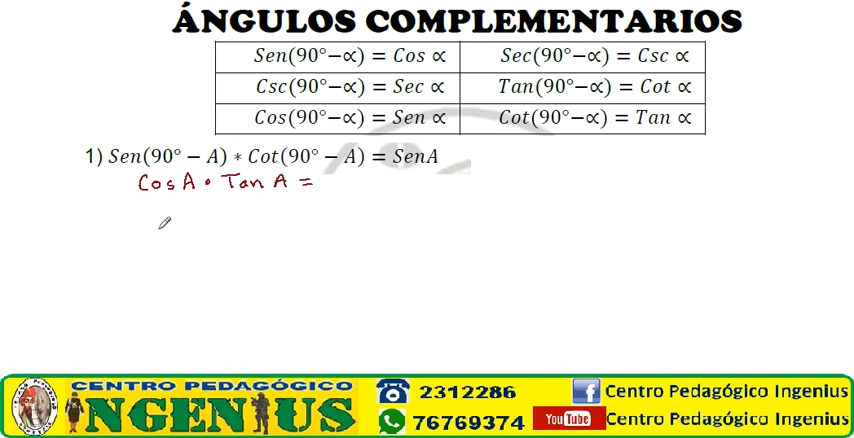 ÁNGULOS COMPLEMENTARIOS
Sen(90°−∝) = Cos ∝ Sec(90°−∝) = Csc ∝
Csc(90°−∝) = Sec ∝ Tan(90°−∝) = Cot ∝
Cos(90°−∝) = Sen ∝ Cot(90°−∝) = Tan ∝
1) Sen(90° − A) * Cot(90° − A) = SenA
Cos A • Tan A =
CENTRO PEDAGÓGICO
INGENIUS
2312286
76769374
Centro Pedagógico Ingenius
YouTube Centro Pedagógico Ingenius